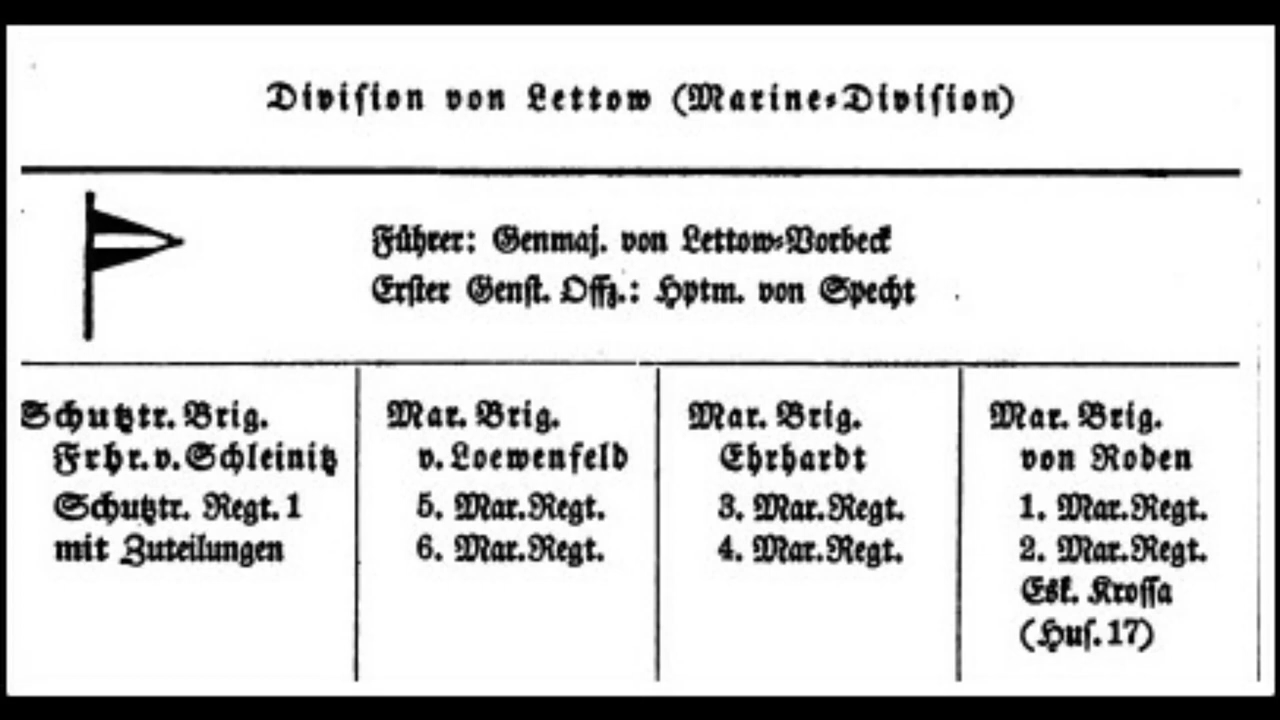 Division von Lettow (Marine-Division)
Führer: Genmaj. von Lettow-Vorbeck
Erster Genst. Offz.: Hptm. von Specht
Schutztr. Brig.
Frhr. v. Schleinitz
Schutztr. Regt. 1
mit Zuteilungen
Mar. Brig.
v. Loewenfeld
5. Mar. Regt.
6. Mar. Regt.
Mar. Brig.
Ehrhardt
3. Mar. Regt.
4. Mar. Regt.
Mar. Brig.
von Roden
1. Mar. Regt.
2. Mar. Regt.
Esk. Krossa
(Hus. 17)